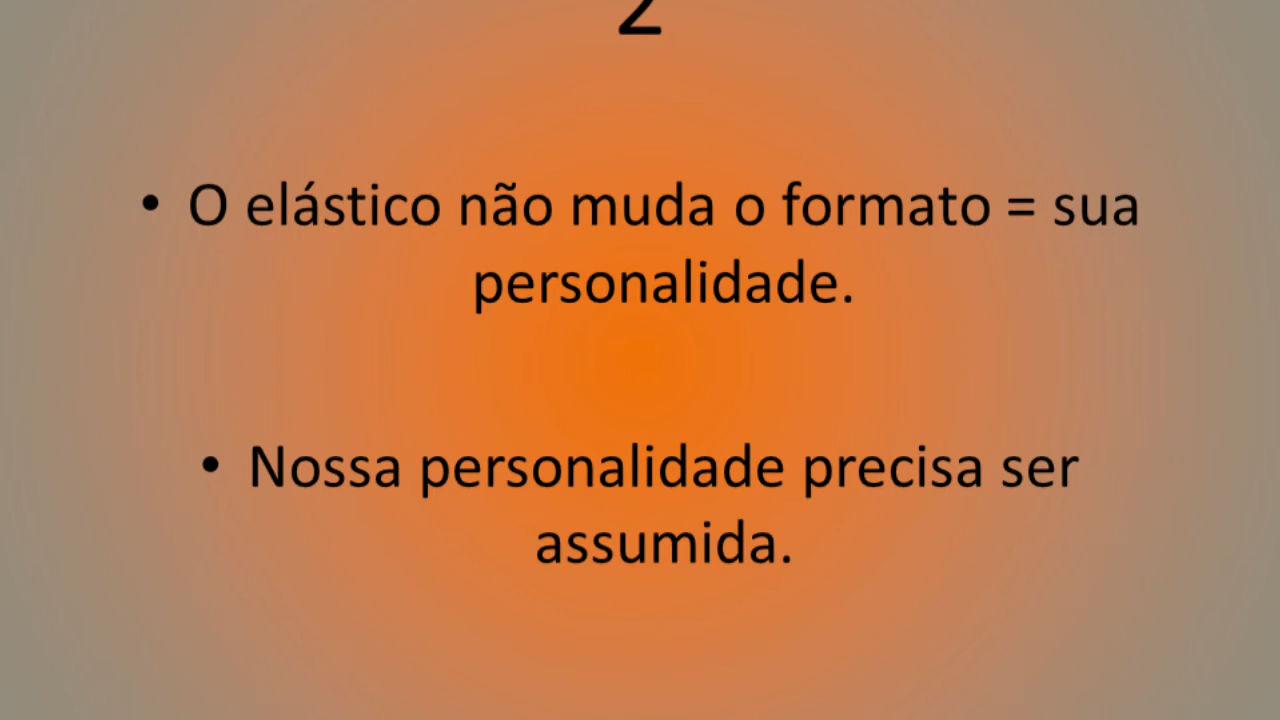 2
• O elástico não muda o formato = sua
personalidade.
• Nossa personalidade precisa ser
assumida.